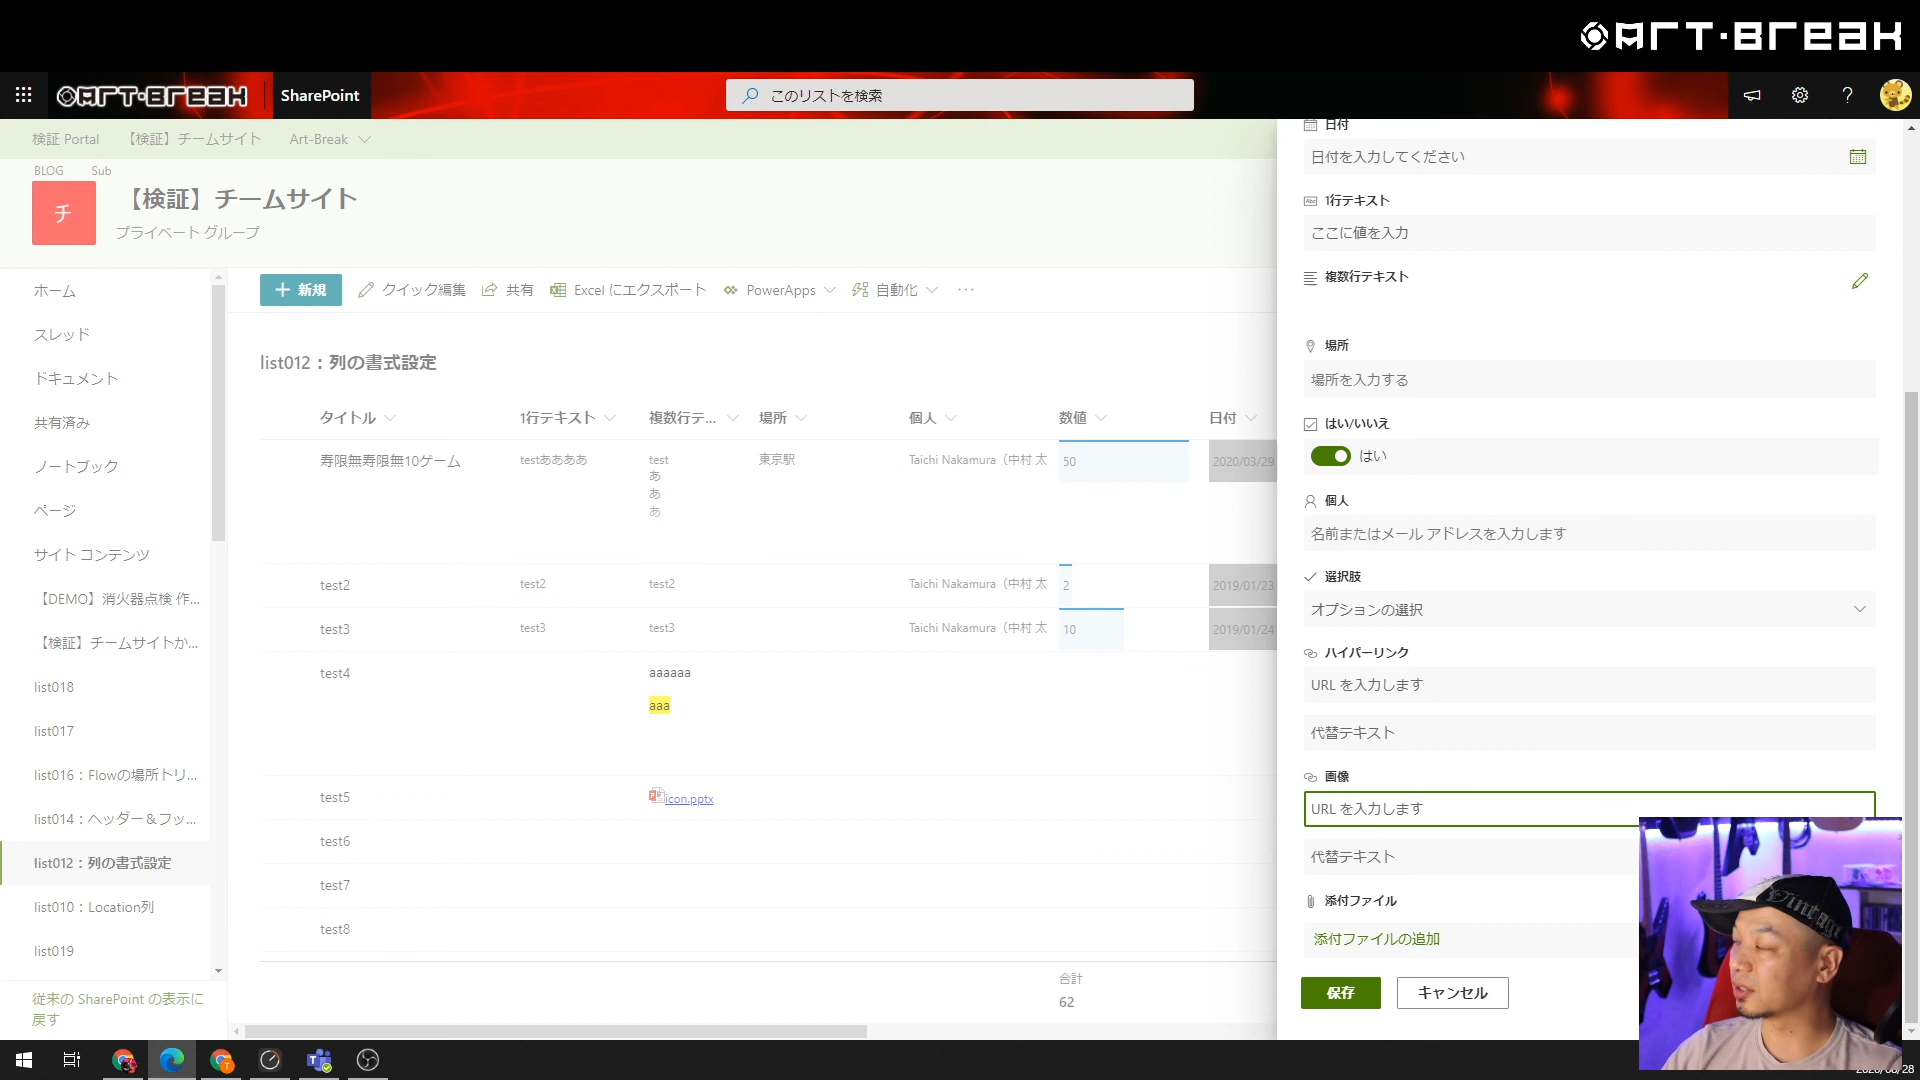 ART-BREAK
ART-BREAK
SharePoint
このリストを検索
検証 Portal
【検証】チームサイト
Art-Break
BLOG
Sub
チ
【検証】チームサイト
プライベート グループ
ホーム
スレッド
ドキュメント
共有済み
ノートブック
ページ
サイト コンテンツ
【DEMO】消火器点検 作...
【検証】チームサイトか...
list018
list017
list016：Flowの場所トリ...
list014：ヘッダー＆フッ...
list012：列の書式設定
list010：Location列
list019
従来の SharePoint の表示に
戻す
新規
クイック編集
共有
Excel にエクスポート
PowerApps
自動化
list012：列の書式設定
タイトル 1行テキスト 複数行テ... 場所 個人 数値 日付
寿限無寿限無10ゲーム testああああ test 東京駅 Taichi Nakamura（中村 太 50 2020/03/29
あ
あ
あ
test2 test2 test2 Taichi Nakamura（中村 太 2 2019/01/23
test3 test3 test3 Taichi Nakamura（中村 太 10 2019/01/24
test4 aaaaaa
aaa
test5 icon.pptx
test6
test7
test8
合計
62
日付
日付を入力してください
Abc 1行テキスト
ここに値を入力
複数行テキスト
場所
場所を入力する
はい/いいえ
はい
個人
名前またはメール アドレスを入力します
選択肢
オプションの選択
ハイパーリンク
URL を入力します
代替テキスト
画像
URL を入力します
代替テキスト
添付ファイル
添付ファイルの追加
保存
キャンセル
Vintage